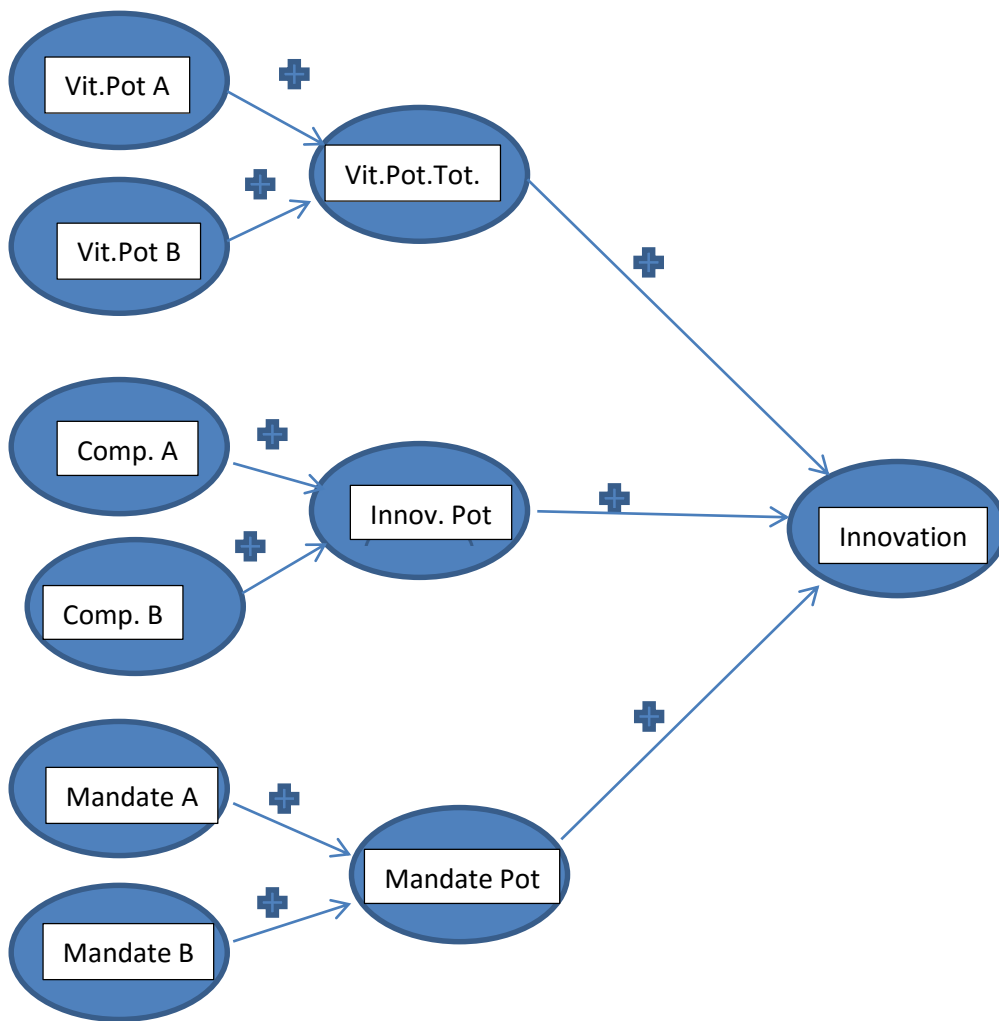 Vit.Pot A
Vit.Pot.Tot.
Vit.Pot B
Comp. A
Innov. Pot
Innovation
Comp. B
Mandate A
Mandate Pot
Mandate B